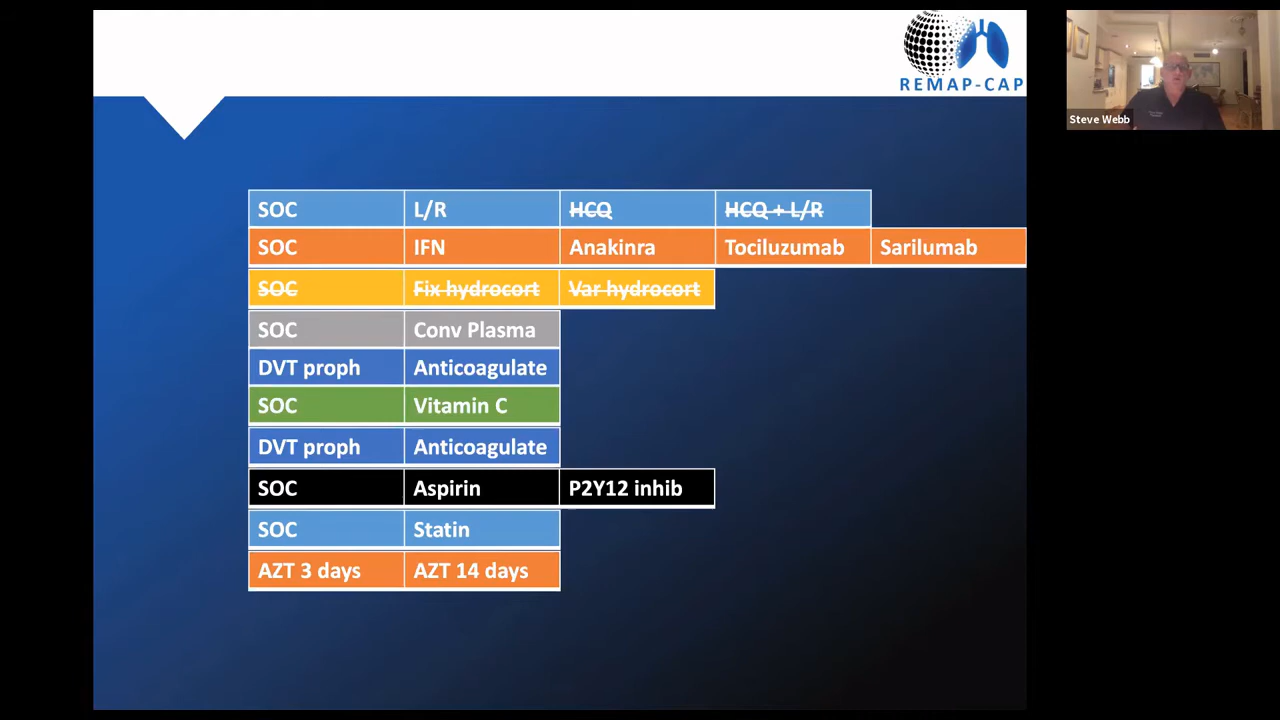 REMAP-CAP
Steve Webb
SOC L/R HCQ HCQ + L/R
SOC IFN Anakinra Tociluzumab Sarilumab
SOC Fix hydrocort Var hydrocort
SOC Conv Plasma
DVT proph Anticoagulate
SOC Vitamin C
DVT proph Anticoagulate
SOC Aspirin P2Y12 inhib
SOC Statin
AZT 3 days AZT 14 days